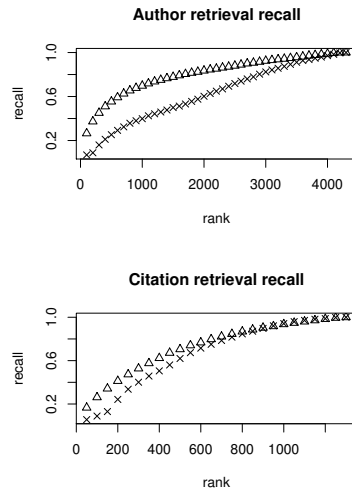 Author retrieval recall
recall
1.0
0.6
0.2
0 1000 2000 3000 4000
rank
Citation retrieval recall
recall
1.0
0.6
0.2
0 200 400 600 800 1000
rank